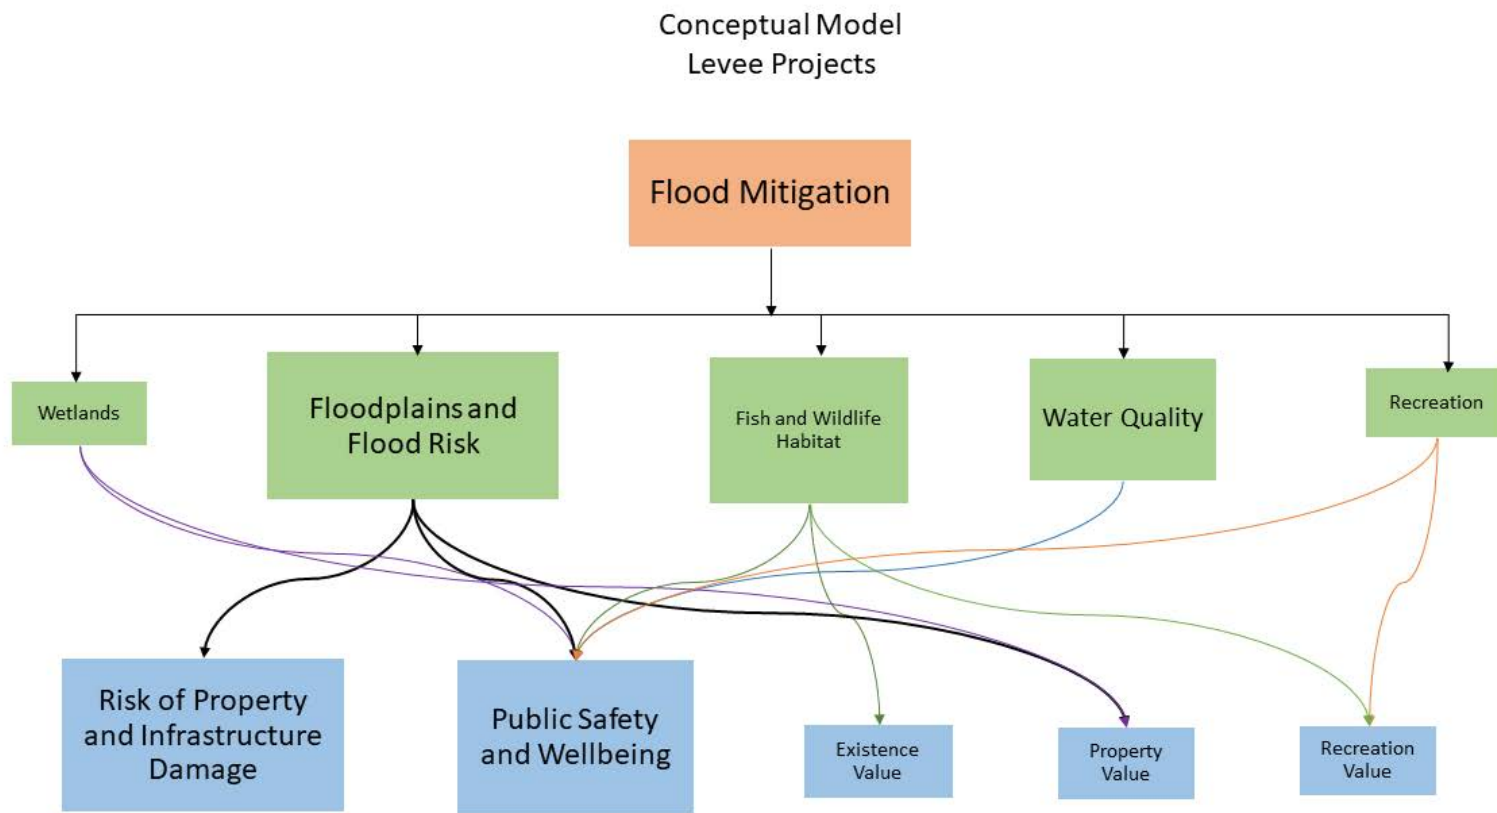 Conceptual Model
Levee Projects
Flood Mitigation
Wetlands
Floodplains and
Flood Risk
Fish and Wildlife
Habitat
Water Quality
Recreation
Risk of Property
and Infrastructure
Damage
Public Safety
and Wellbeing
Existence
Value
Property
Value
Recreation
Value